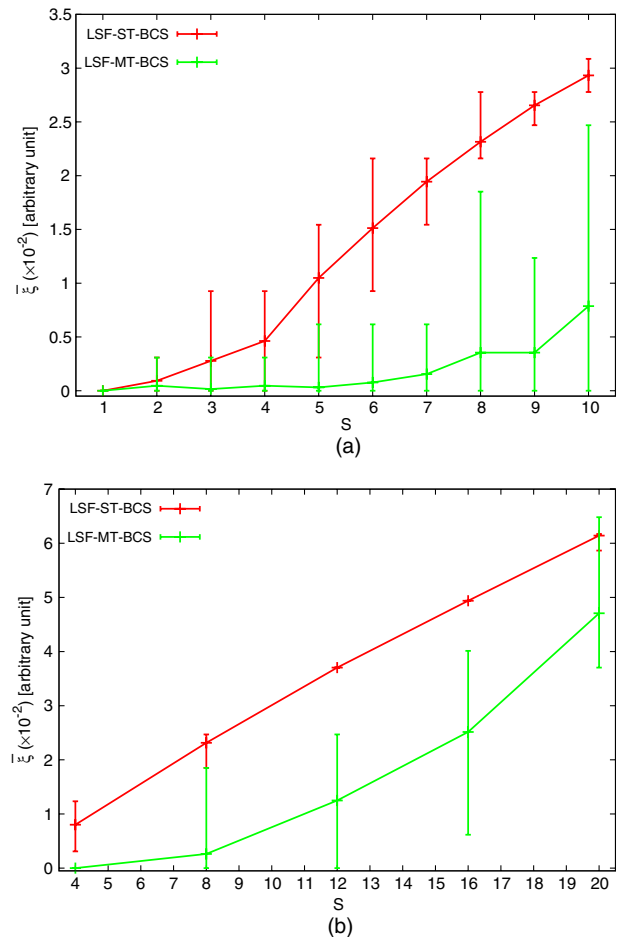 LSF-ST-BCS
LSF-MT-BCS
3.5
3
2.5
2
1.5
1
0.5
0
ξ̄ (×10⁻²) [arbitrary unit]
1 2 3 4 5 6 7 8 9 10
S
(a)
LSF-ST-BCS
LSF-MT-BCS
7
6
5
4
3
2
1
0
ξ̄ (×10⁻²) [arbitrary unit]
4 5 6 7 8 9 10 11 12 13 14 15 16 17 18 19 20
S
(b)